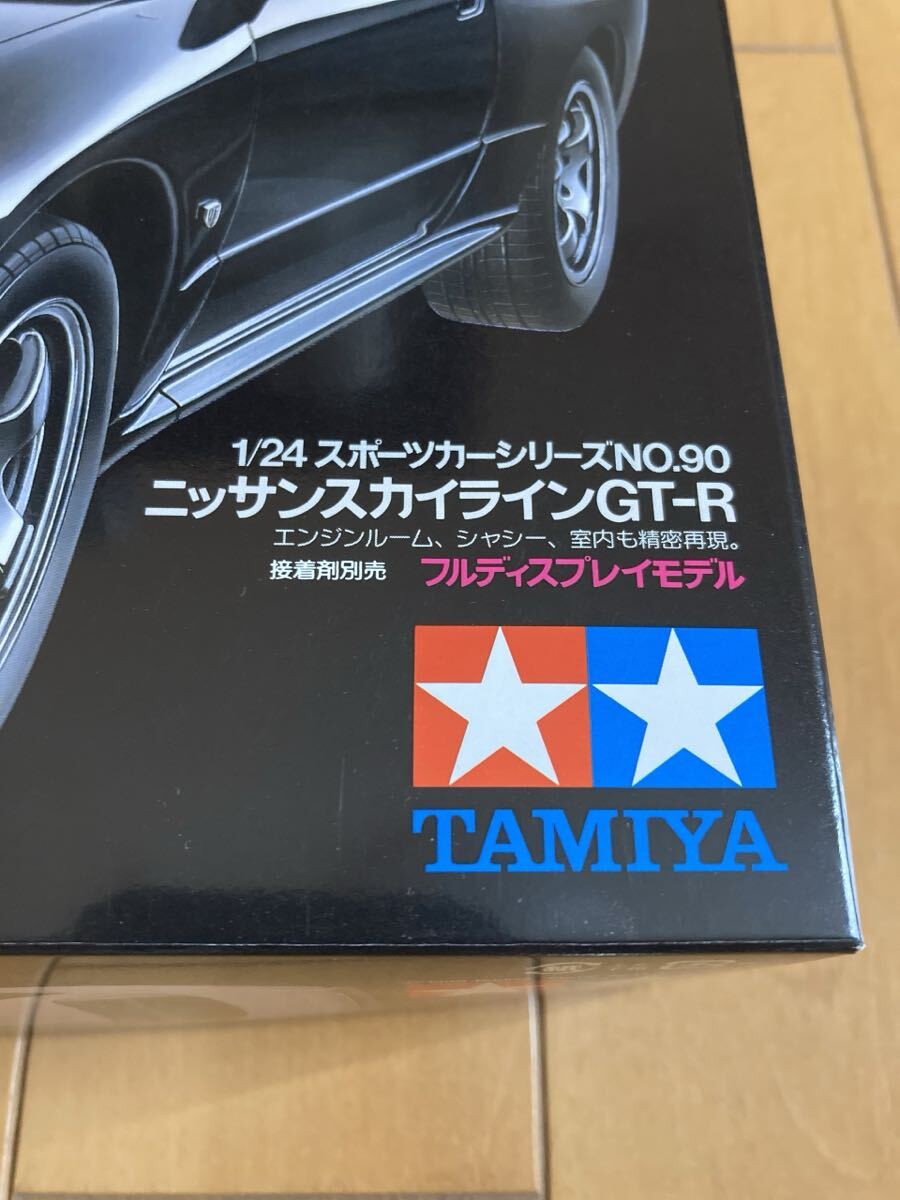 1/24 スポーツカーシリーズNO.90
ニッサンスカイラインGT-R
エンジンルーム、シャシー、室内も精密再現。
接着剤別売 フルディスプレイモデル
TAMIYA